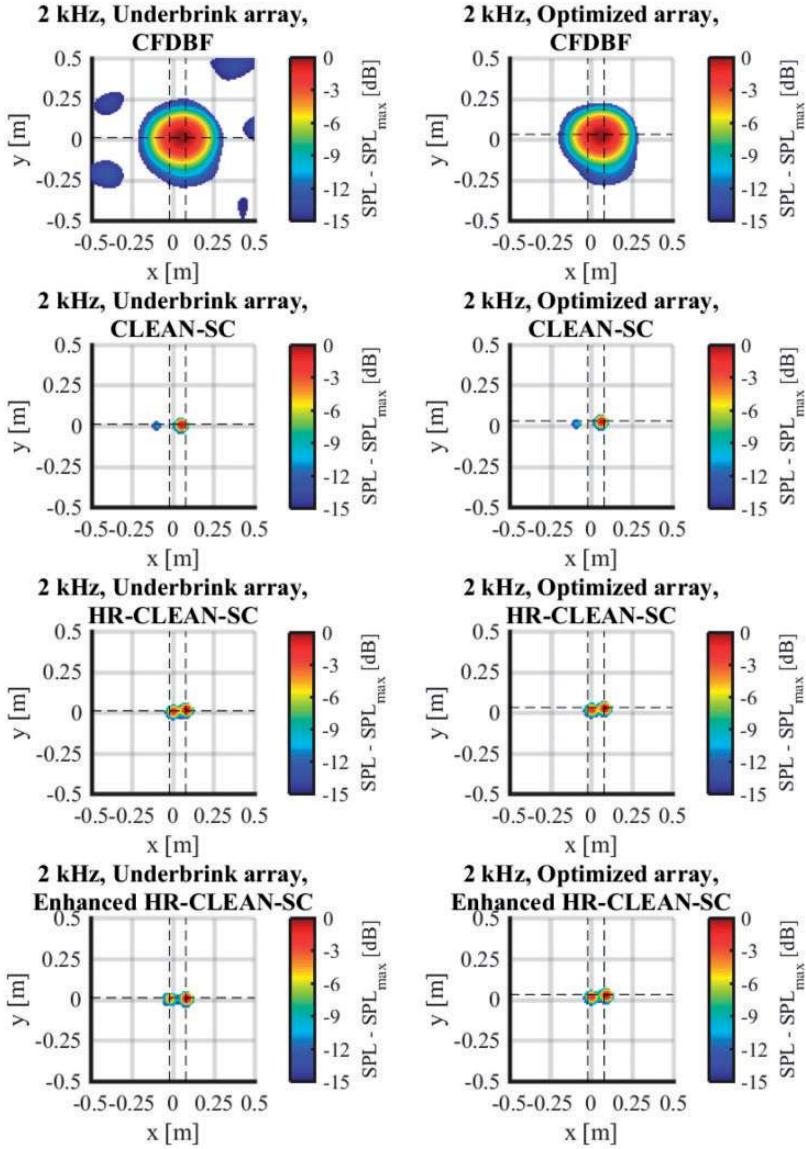 2 kHz, Underbrink array,
CFDBF
0.5
0.25
0
-0.25
-0.5
y [m]
-0.5-0.25 0 0.25 0.5
x [m]
0
-3
-6
-9
-12
-15
SPL - SPLmax [dB]
2 kHz, Optimized array,
CFDBF
0.5
0.25
0
-0.25
-0.5
y [m]
-0.5-0.25 0 0.25 0.5
x [m]
0
-3
-6
-9
-12
-15
SPL - SPLmax [dB]
2 kHz, Underbrink array,
CLEAN-SC
0.5
0.25
0
-0.25
-0.5
y [m]
-0.5-0.25 0 0.25 0.5
x [m]
0
-3
-6
-9
-12
-15
SPL - SPLmax [dB]
2 kHz, Optimized array,
CLEAN-SC
0.5
0.25
0
-0.25
-0.5
y [m]
-0.5-0.25 0 0.25 0.5
x [m]
0
-3
-6
-9
-12
-15
SPL - SPLmax [dB]
2 kHz, Underbrink array,
HR-CLEAN-SC
0.5
0.25
0
-0.25
-0.5
y [m]
-0.5-0.25 0 0.25 0.5
x [m]
0
-3
-6
-9
-12
-15
SPL - SPLmax [dB]
2 kHz, Optimized array,
HR-CLEAN-SC
0.5
0.25
0
-0.25
-0.5
y [m]
-0.5-0.25 0 0.25 0.5
x [m]
0
-3
-6
-9
-12
-15
SPL - SPLmax [dB]
2 kHz, Underbrink array,
Enhanced HR-CLEAN-SC
0.5
0.25
0
-0.25
-0.5
y [m]
-0.5-0.25 0 0.25 0.5
x [m]
0
-3
-6
-9
-12
-15
SPL - SPLmax [dB]
2 kHz, Optimized array,
Enhanced HR-CLEAN-SC
0.5
0.25
0
-0.25
-0.5
y [m]
-0.5-0.25 0 0.25 0.5
x [m]
0
-3
-6
-9
-12
-15
SPL - SPLmax [dB]